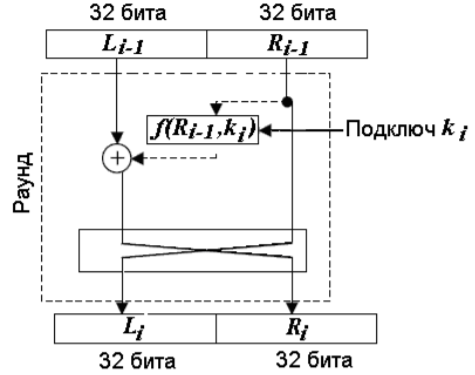 32 бита 32 бита
L_{i-1} R_{i-1}
f(R_{i-1},k_i)
Подключ k_i
+
Раунд
L_i R_i
32 бита 32 бита